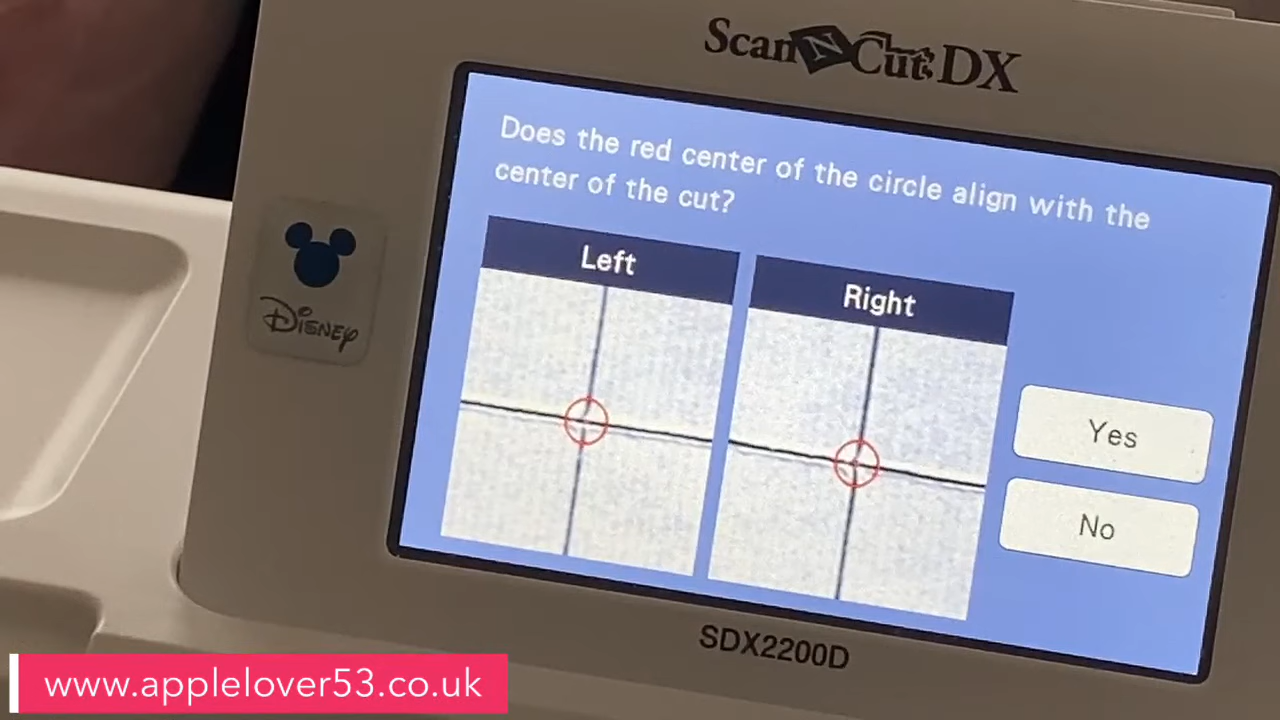 ScanNCut DX
Does the red center of the circle align with the
center of the cut?
Left
Right
Yes
No
Disney
SDX2200D
www.applelover53.co.uk